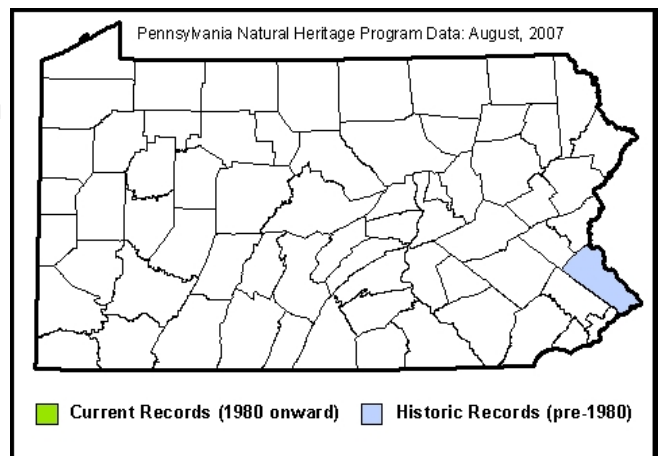 Pennsylvania Natural Heritage Program Data: August, 2007
Current Records (1980 onward) Historic Records (pre-1980)